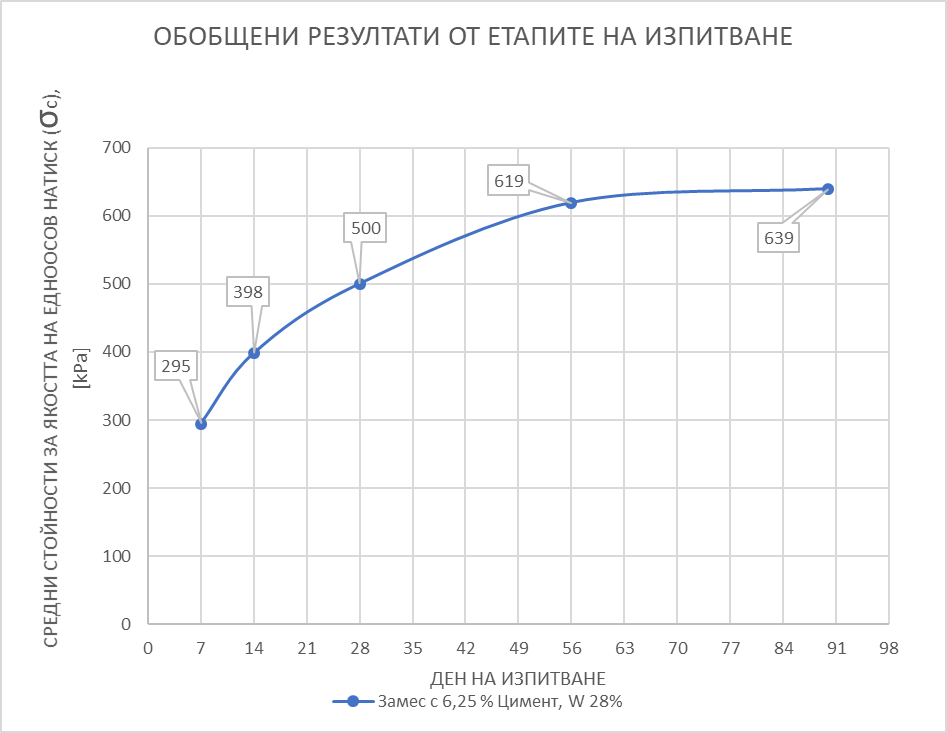 ОБОБЩЕНИ РЕЗУЛТАТИ ОТ ЕТАПИТЕ НА ИЗПИТВАНЕ
СРЕДНИ СТОЙНОСТИ ЗА ЯКОСТТА НА ЕДНООСОВ НАТИСК (σc),
[kPa]
700
600
500
400
300
200
100
0
295
398
500
619
639
0 7 14 21 28 35 42 49 56 63 70 77 84 91 98
ДЕН НА ИЗПИТВАНЕ
Замес с 6,25 % Цимент, W 28%